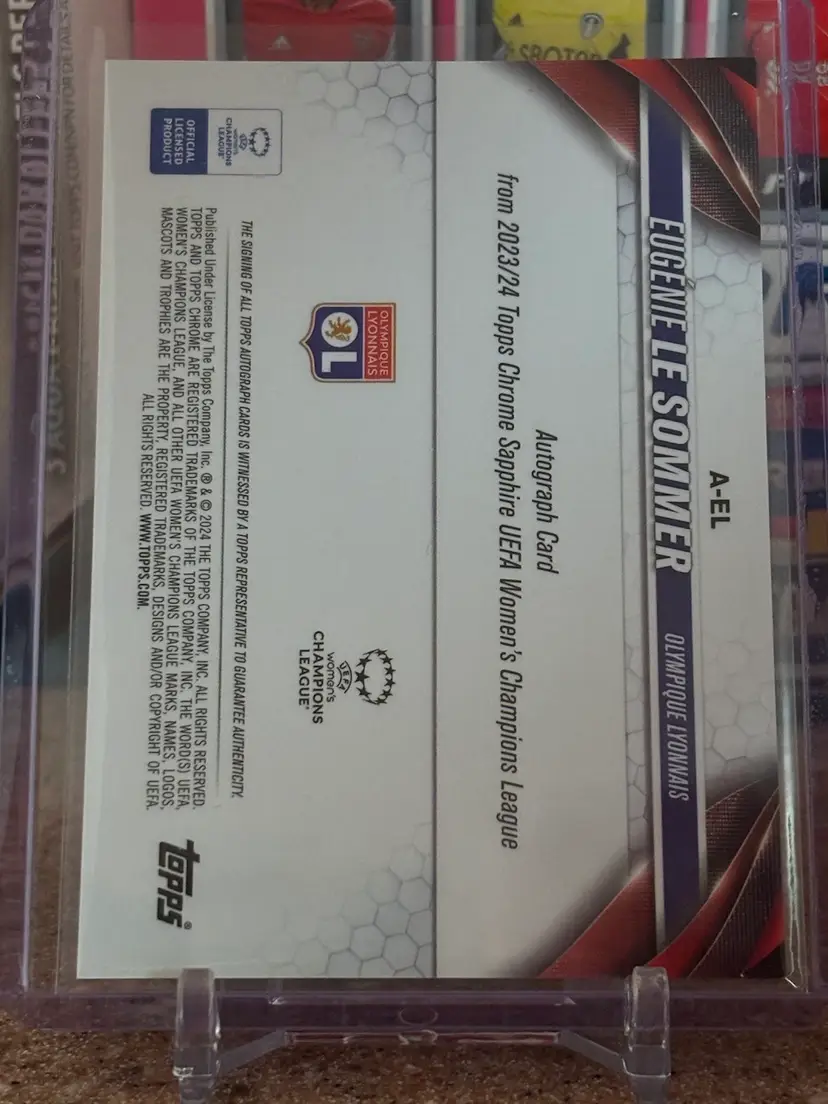 A-EL
EUGÉNIE LE SOMMER
OLYMPIQUE LYONNAIS
Autograph Card
from 2023/24 Topps Chrome Sapphire UEFA Women's Champions League
OLYMPIQUE
LYONNAIS
OL
UEFA
women's
CHAMPIONS
LEAGUE
THE SIGNING OF ALL TOPPS AUTOGRAPH CARDS IS WITNESSED BY A TOPPS REPRESENTATIVE TO GUARANTEE AUTHENTICITY.
UEFA
women's
CHAMPIONS
LEAGUE
OFFICIAL
LICENSED
PRODUCT
Published Under License by The Topps Company, Inc. ® & © 2024 THE TOPPS COMPANY, INC. ALL RIGHTS RESERVED.
TOPPS AND TOPPS CHROME ARE REGISTERED TRADEMARKS OF THE TOPPS COMPANY, INC. THE WORD(S) UEFA,
WOMEN'S CHAMPIONS LEAGUE, AND ALL OTHER UEFA WOMEN'S CHAMPIONS LEAGUE MARKS, NAMES, LOGOS,
MASCOTS AND TROPHIES ARE THE PROPERTY, REGISTERED TRADEMARKS, DESIGNS AND/OR COPYRIGHT OF UEFA.
ALL RIGHTS RESERVED. WWW.TOPPS.COM.
topps®